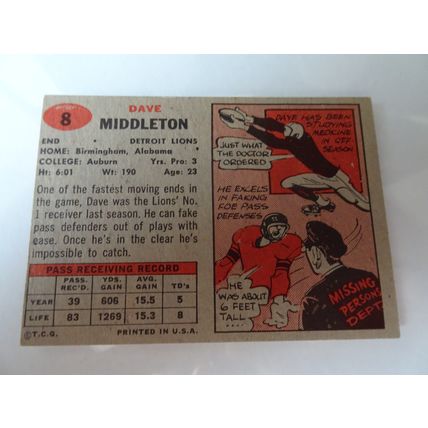 8
DAVE
MIDDLETON
END • DETROIT LIONS
HOME: Birmingham, Alabama
COLLEGE: Auburn Yrs. Pro: 3
Ht: 6:01 Wt: 190 Age: 23
One of the fastest moving ends in
the game, Dave was the Lions' No.
1 receiver last season. He can fake
pass defenders out of plays with
ease. Once he's in the clear he's
impossible to catch.
PASS RECEIVING RECORD
PASS. REC'D. YDS. GAIN AVG. GAIN TD's
YEAR 39 606 15.5 5
LIFE 83 1269 15.3 8
©T.C.G. PRINTED IN U.S.A.
DAVE HAS BEEN
STUDYING
MEDICINE
IN OFF
SEASON
JUST WHAT
THE DOCTOR
ORDERED
HE EXCELS
IN FAKING
FOE PASS
DEFENSES
HE
WAS ABOUT
6 FEET
TALL....
MISSING
PERSONS
DEPT.